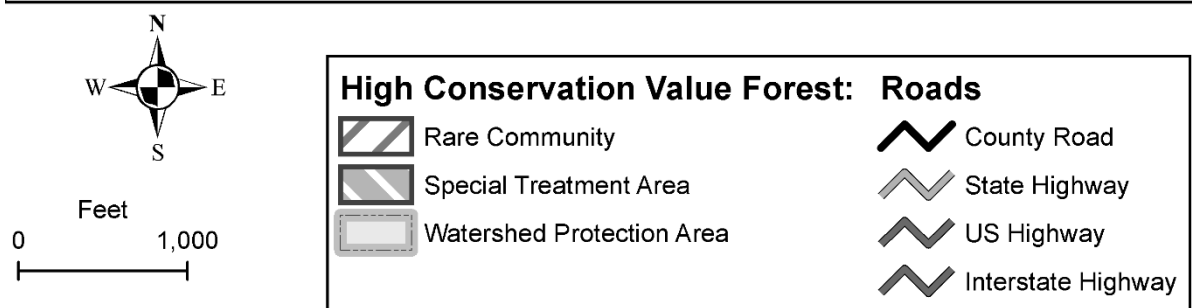 N
W E
S
Feet
0 1,000
High Conservation Value Forest:
Rare Community
Special Treatment Area
Watershed Protection Area
Roads
County Road
State Highway
US Highway
Interstate Highway